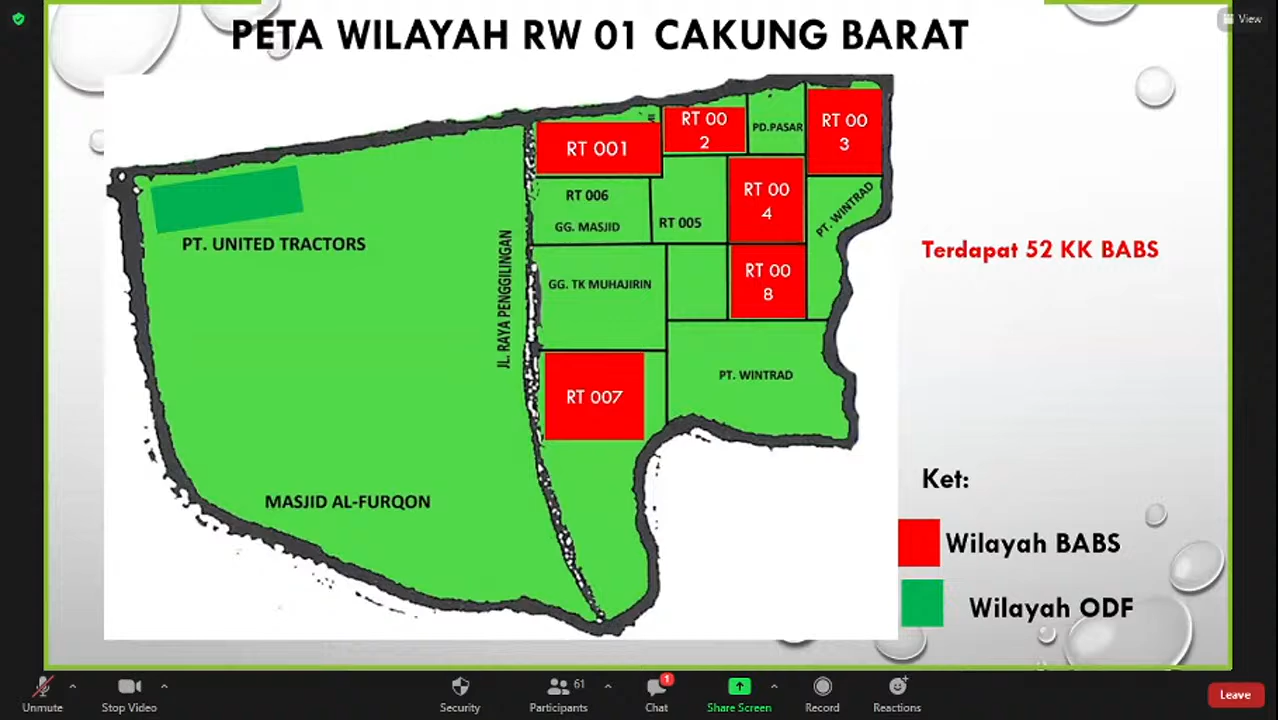 PETA WILAYAH RW 01 CAKUNG BARAT
View
RT 001
RT 00
2
PD.PASAR
RT 00
3
RT 006
GG. MASJID
RT 005
RT 00
4
PT. WINTRAD
PT. UNITED TRACTORS
JL. RAYA PENGGILINGAN
GG. TK MUHAJIRIN
RT 00
8
Terdapat 52 KK BABS
RT 007
PT. WINTRAD
MASJID AL-FURQON
Ket:
Wilayah BABS
Wilayah ODF
Unmute
Stop Video
Security
61
Participants
1
Chat
Share Screen
Record
Reactions
Leave